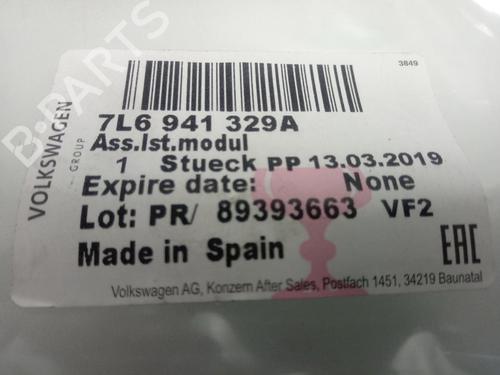 3849
VOLKSWAGEN
GROUP
7L6 941 329A
Ass.lst.modul
1 Stueck PP 13.03.2019
Expire date: None
Lot: PR/ 89393663 VF2
Made in Spain
EAC
Volkswagen AG, Konzern After Sales, Postfach 1451, 34219 Baunatal
B-PARTS